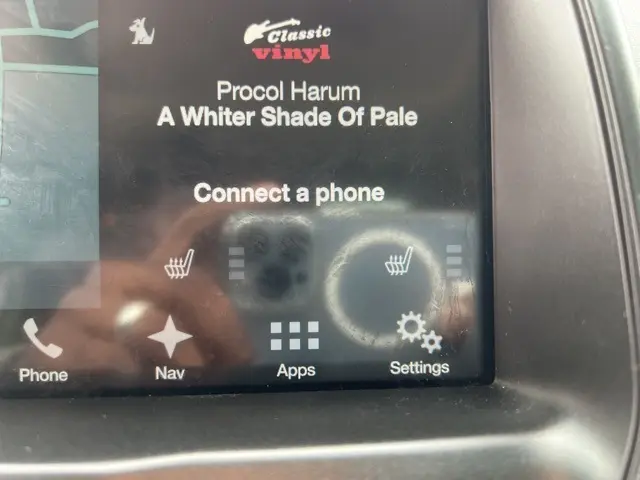 Classic
vinyl
Procol Harum
A Whiter Shade Of Pale
Connect a phone
Phone
Nav
Apps
Settings